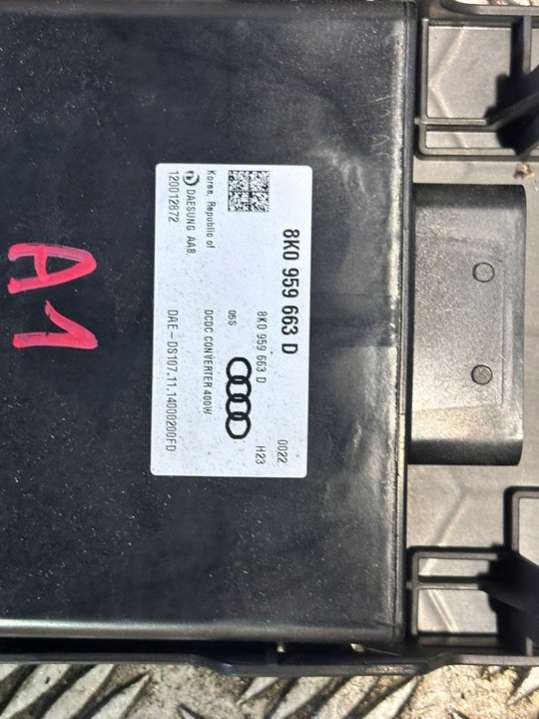 8K0 959 663 D
0022
8K0 959 663 D
H23
05S
Korea, Republic of
DCDC CONVERTER 400W
DAESUNG AAB
120012872
DAE-DS107.11.14000200FD
A1